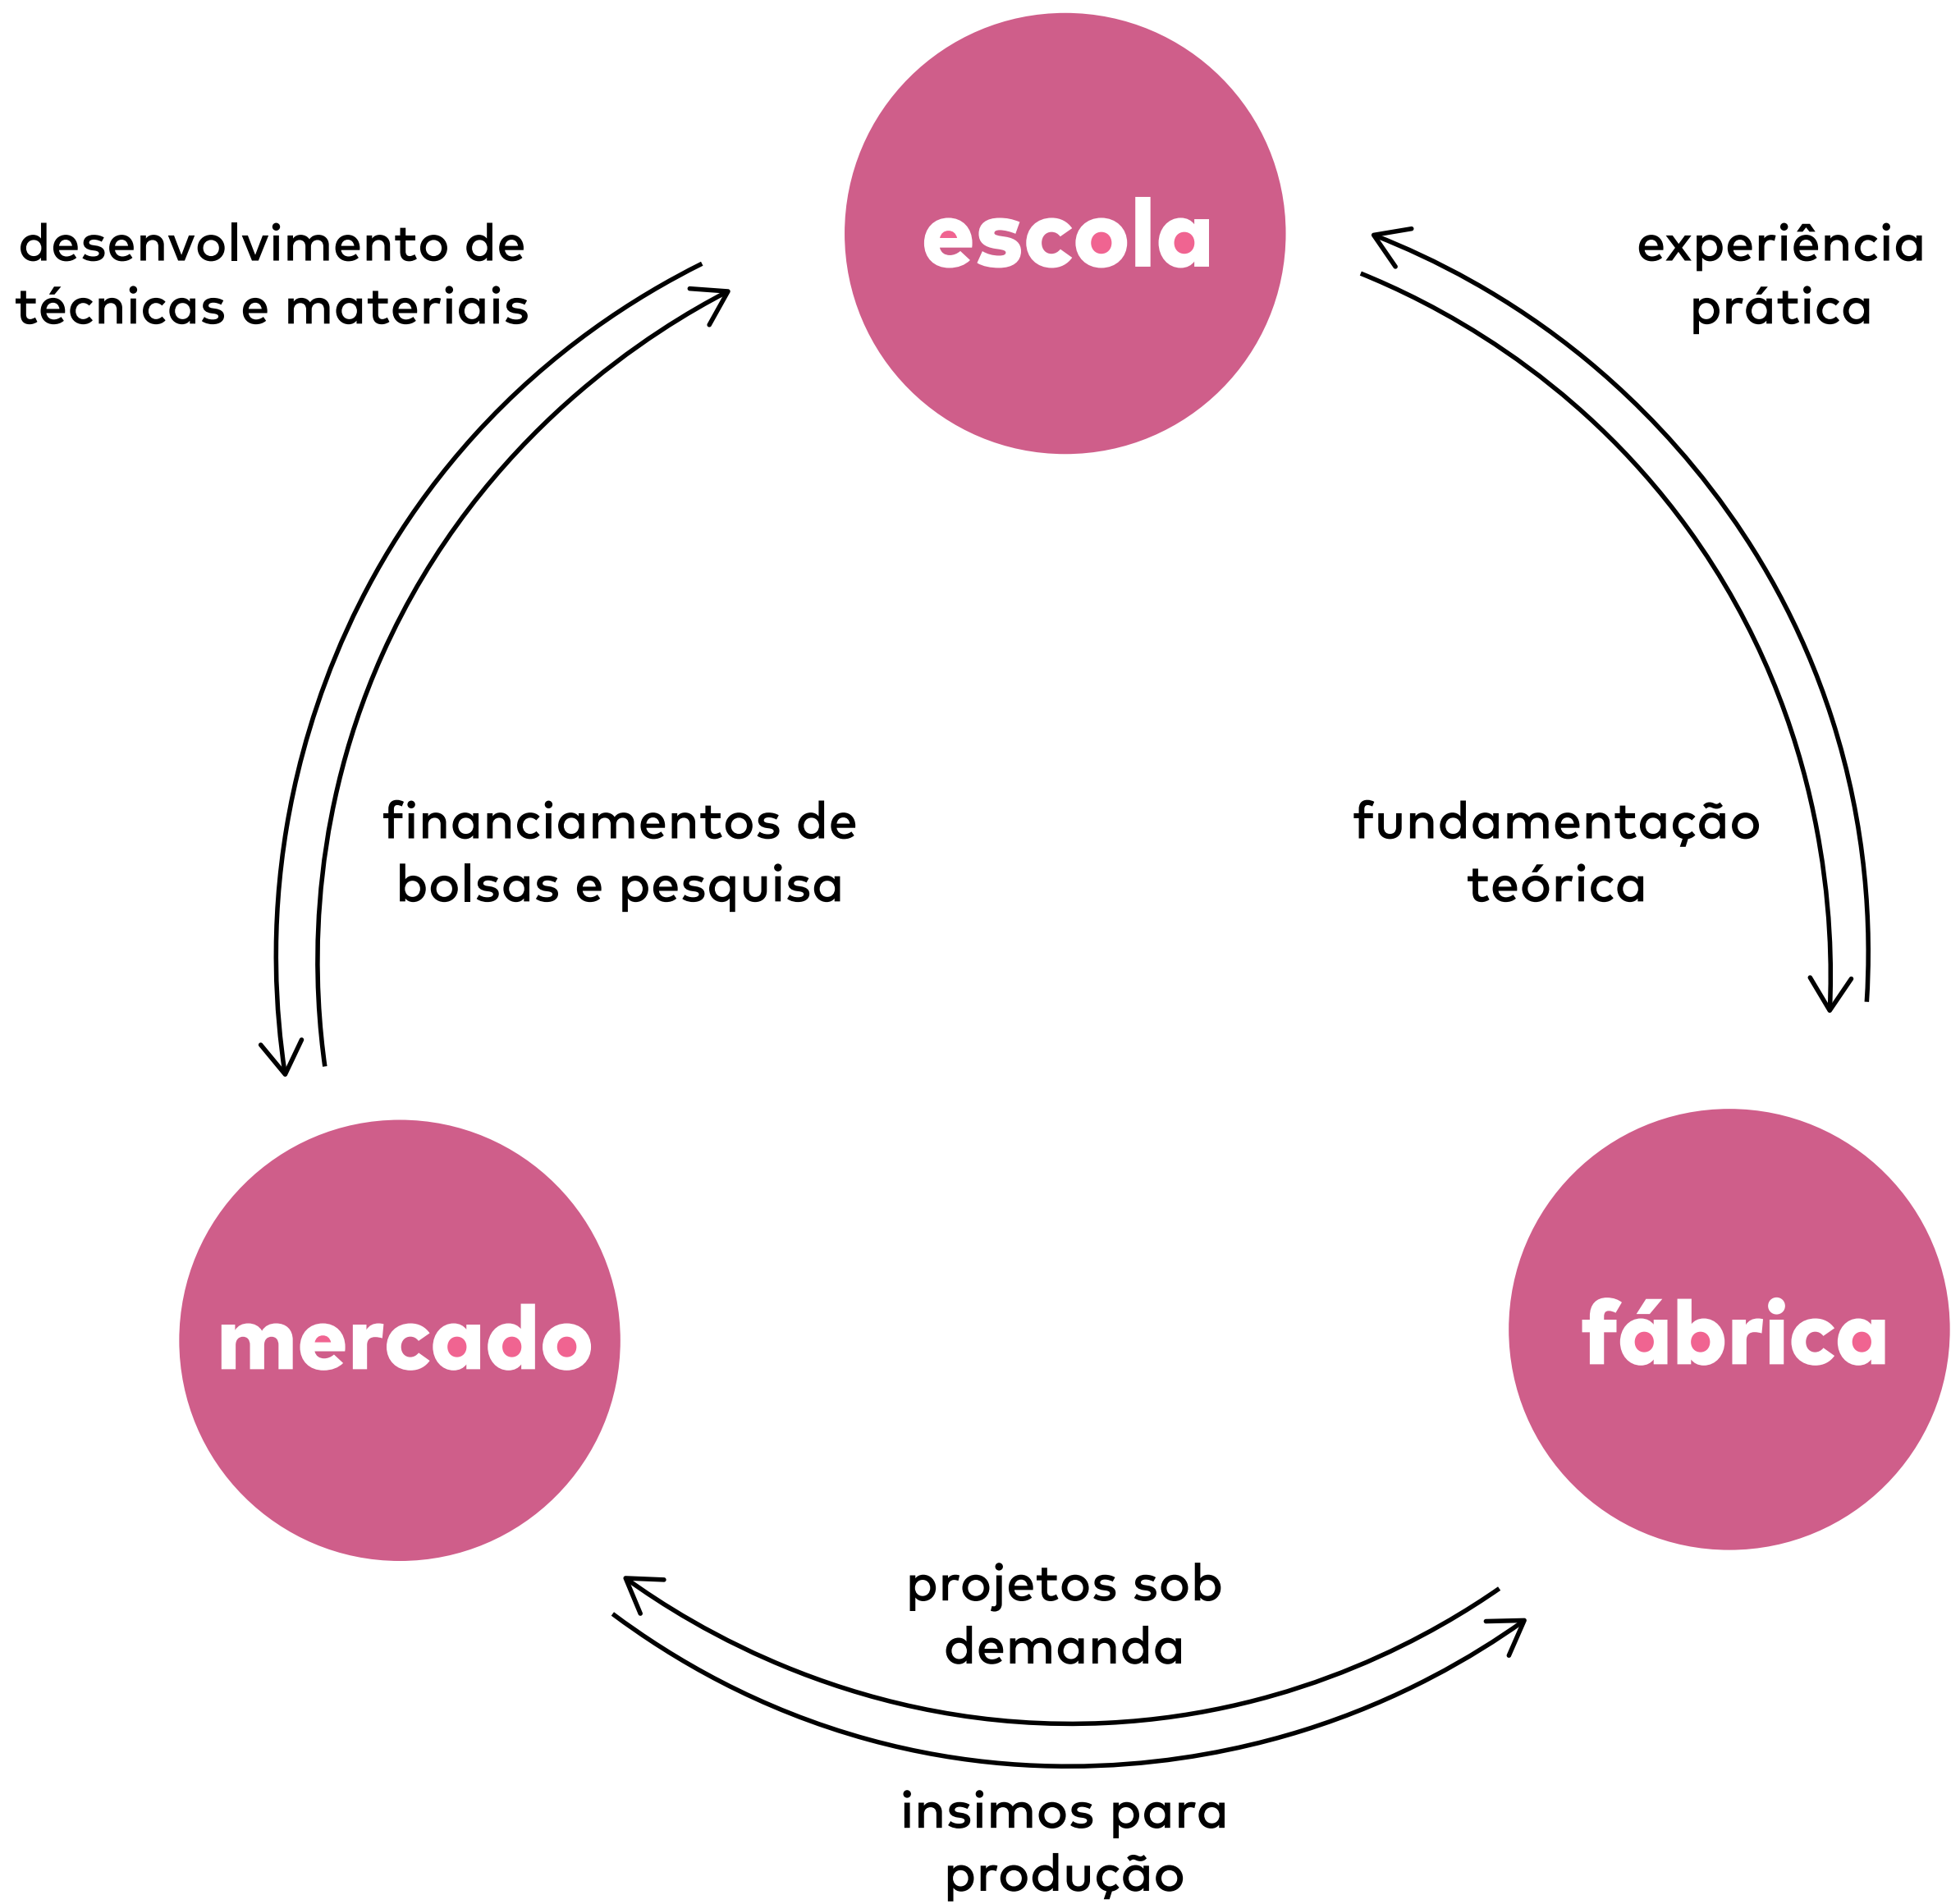 escola
desenvolvimento de
técnicas e materiais
experiência
prática
financiamentos de
bolsas e pesquisa
fundamentação
teórica
mercado
fábrica
projetos sob
demanda
insimos para
produção